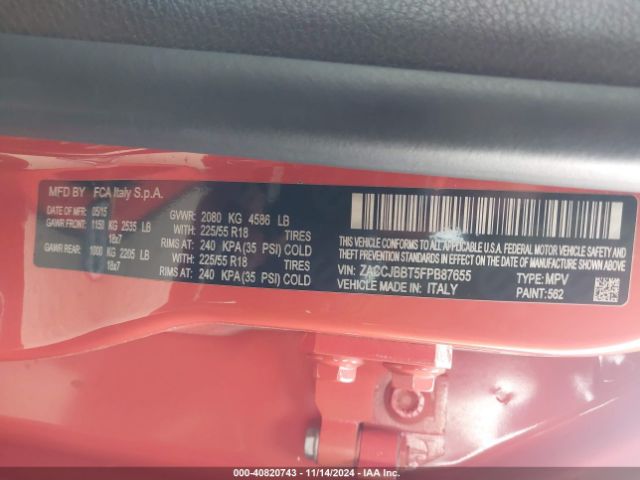 MFD BY FCA Italy S.p.A.
DATE OF MFR: 05/15 GVWR: 2080 KG 4586 LB
GAWR FRONT: 1150 KG 2535 LB WITH: 225/55 R18 TIRES
18x7 RIMS AT: 240 KPA (35 PSI) COLD
GAWR REAR: 1000 KG 2205 LB WITH: 225/55 R18 TIRES
18x7 RIMS AT: 240 KPA (35 PSI) COLD
THIS VEHICLE CONFORMS TO ALL APPLICABLE U.S.A. FEDERAL MOTOR VEHICLE SAFETY AND
THEFT PREVENTION STANDARDS IN EFFECT ON THE DATE OF MANUFACTURE SHOWN ABOVE.
VIN: ZACCJBBT5FPB87655 TYPE: MPV
VEHICLE MADE IN: ITALY PAINT: 562
000-40820743 - 11/14/2024 - IAA Inc.